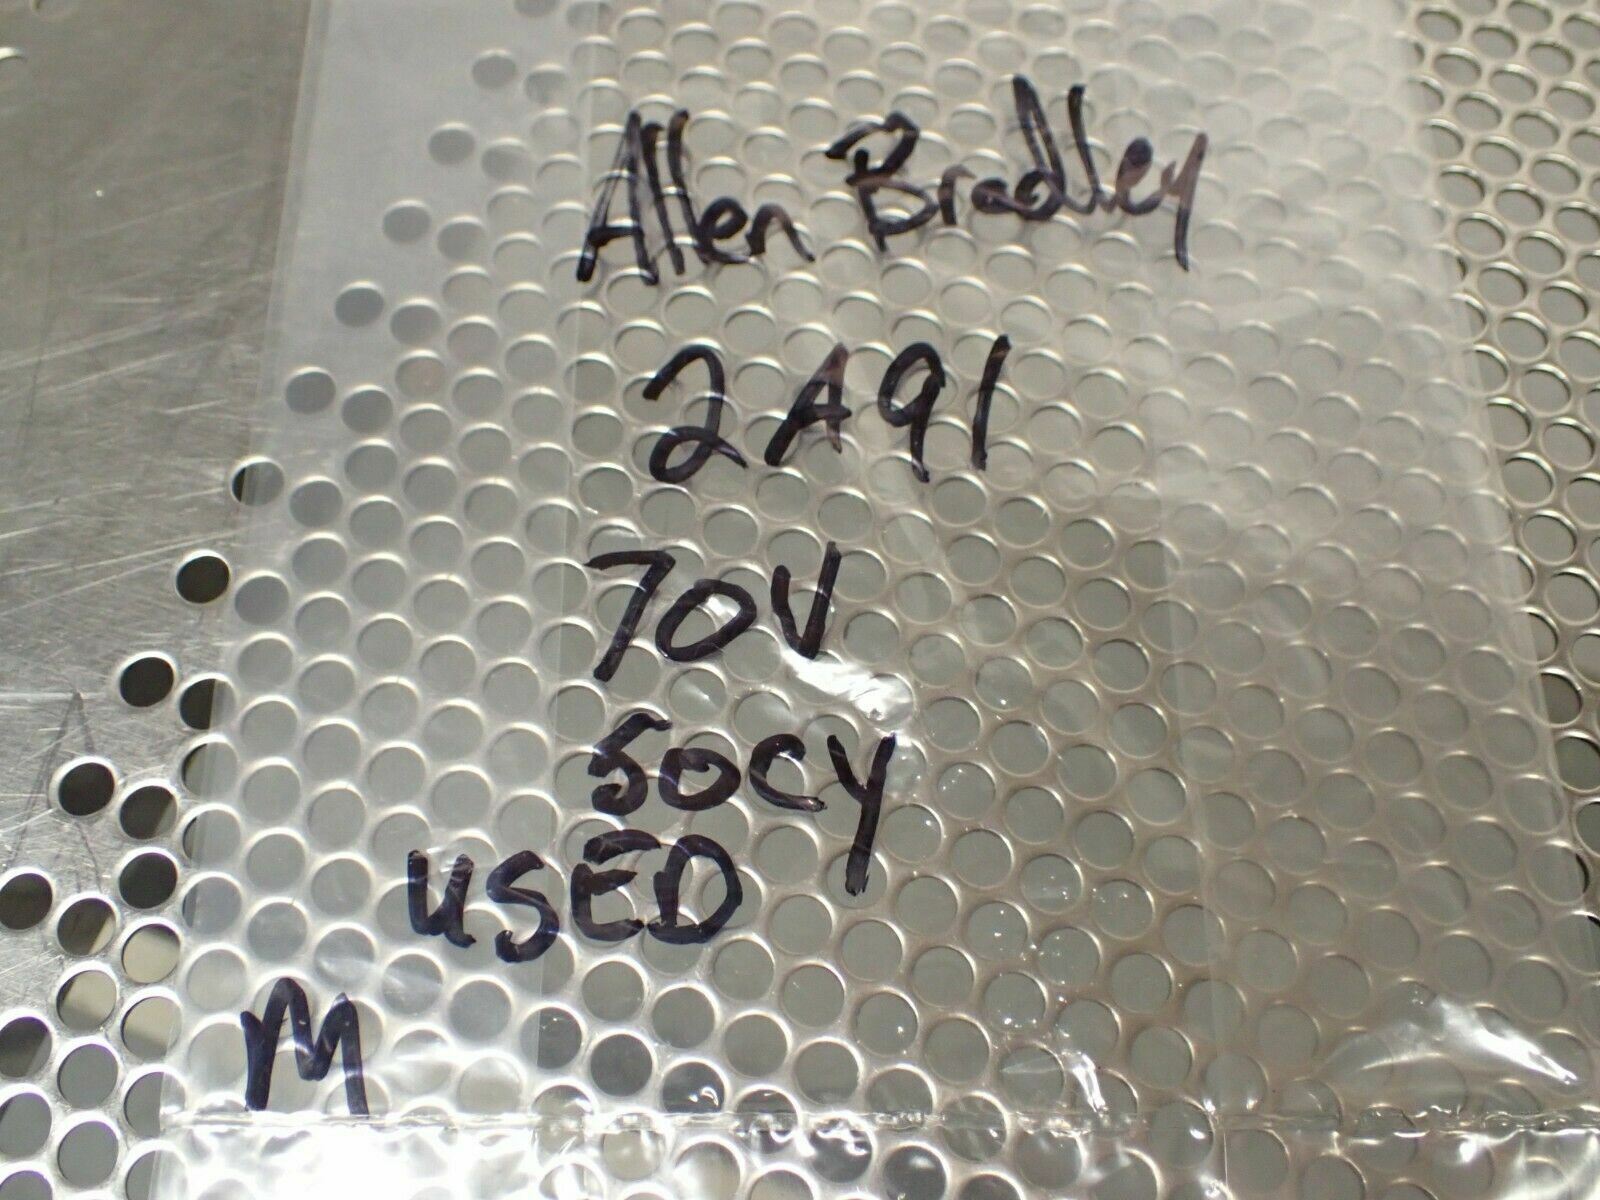 Allen Bradley
2A91
70V
50CY
USED
M